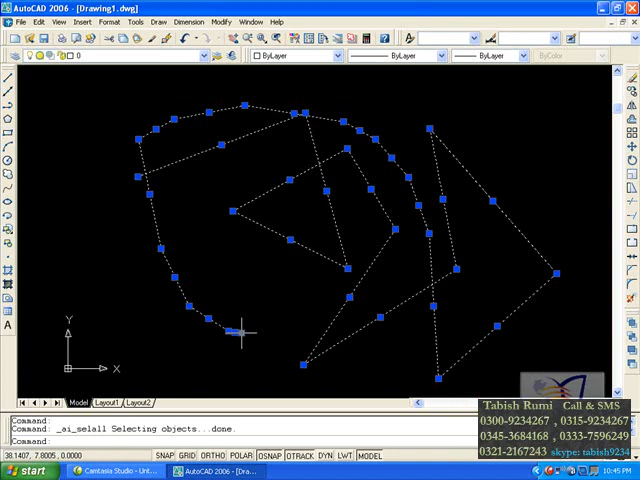 AutoCAD 2006 - [Drawing1.dwg]
File Edit View Insert Format Tools Draw Dimension Modify Window Help
0 ByLayer ByLayer ByLayer ByColor
Y
X
Model Layout1 Layout2
Command:
Command: _ai_selall Selecting objects...done.
Command:
38.1407, 7.8005, 0.0000 SNAP GRID ORTHO POLAR OSNAP OTRACK DYN LWT MODEL
Tabish Rumi Call & SMS
0300-9234267 , 0315-9234267
0345-3684168 , 0333-7596249
0321-2167243 skype: tabish9234
start Camtasia Studio - Unt... AutoCAD 2006 - [Draw... 10:45 PM